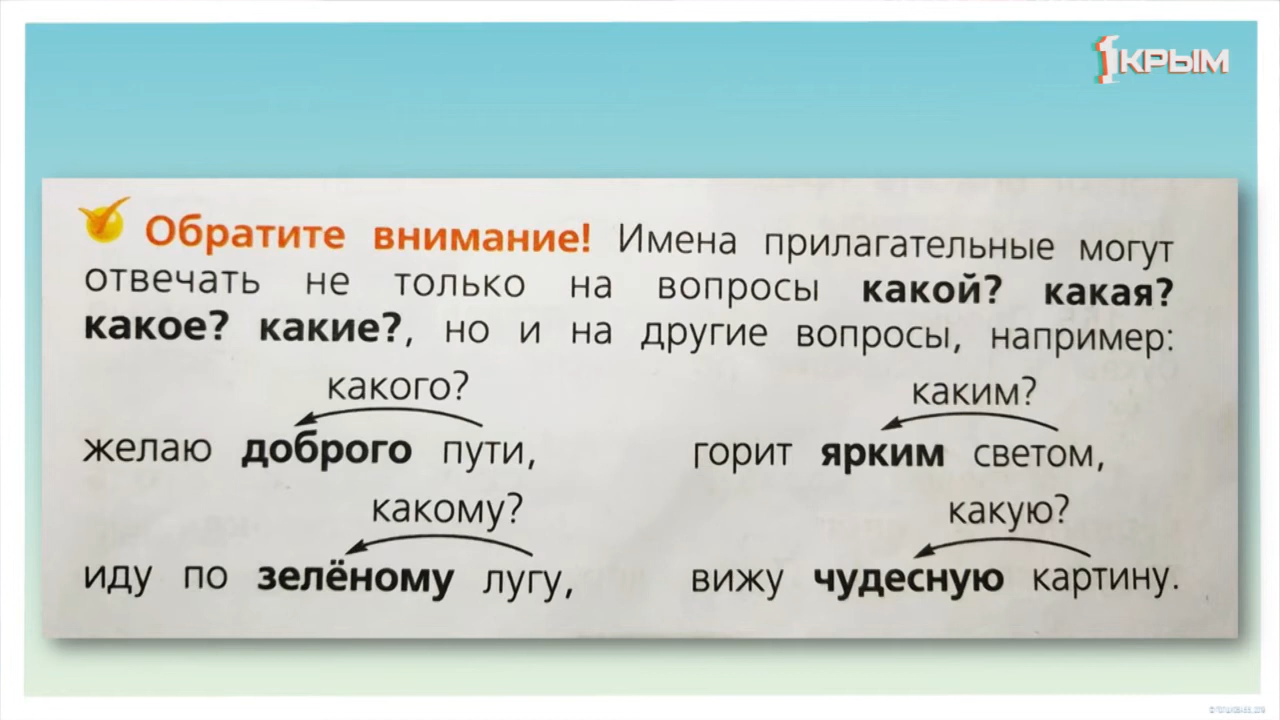 1КРЫМ
Обратите внимание! Имена прилагательные могут
отвечать не только на вопросы какой? какая?
какое? какие?, но и на другие вопросы, например:
какого? каким?
желаю доброго пути, горит ярким светом,
какому? какую?
иду по зелёному лугу, вижу чудесную картину.